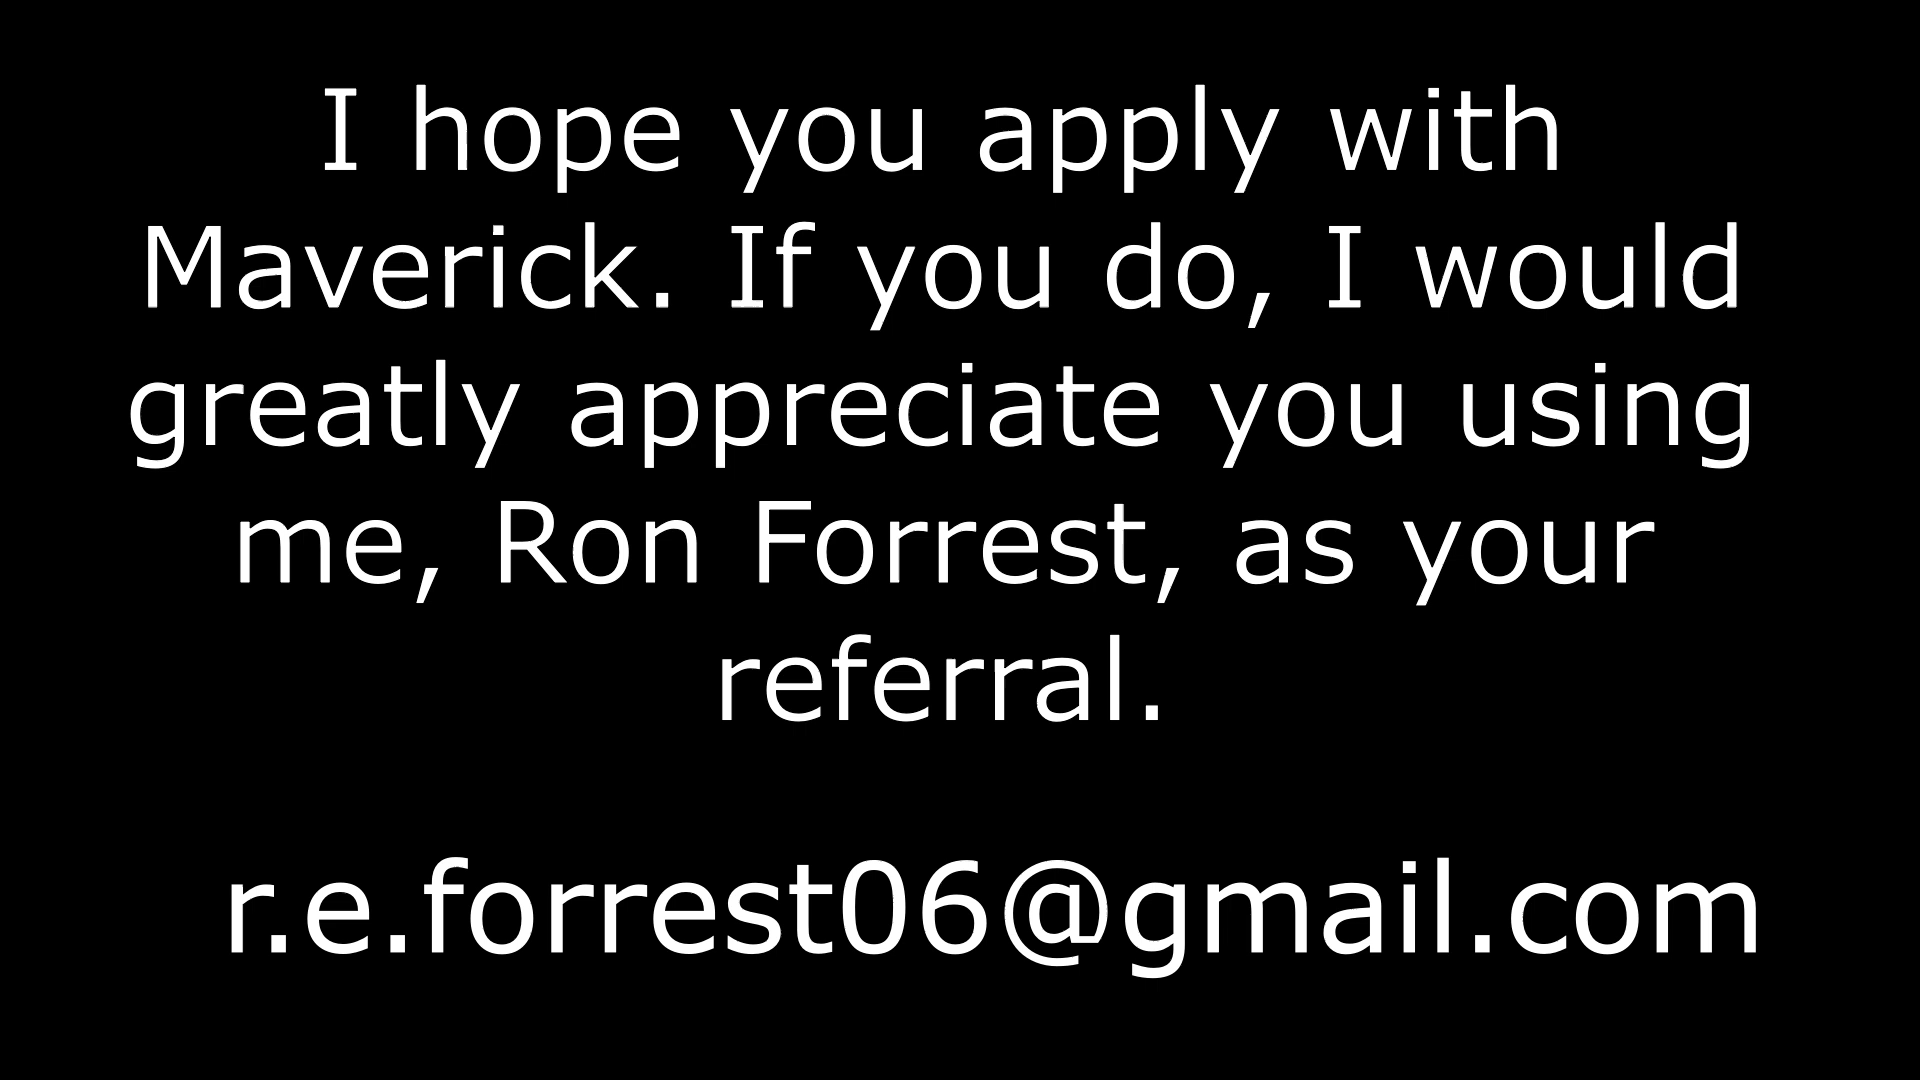 I hope you apply with
Maverick. If you do, I would
greatly appreciate you using
me, Ron Forrest, as your
referral.
r.e.forrest06@gmail.com